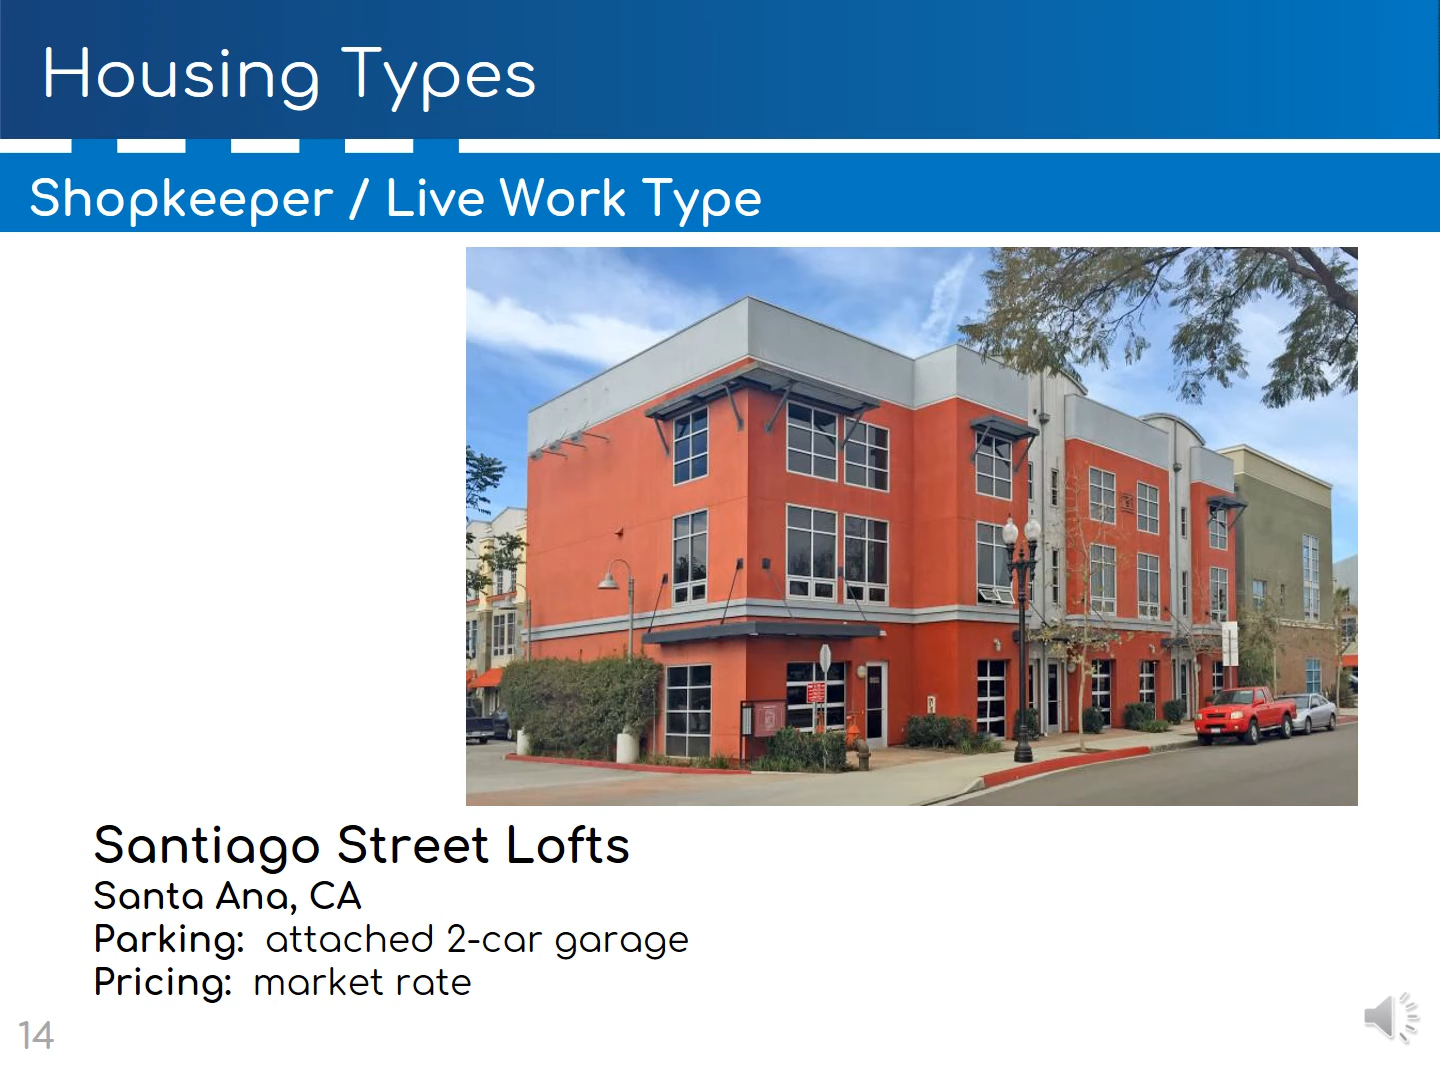 Housing Types
Shopkeeper / Live Work Type
Santiago Street Lofts
Santa Ana, CA
Parking: attached 2-car garage
Pricing: market rate
14